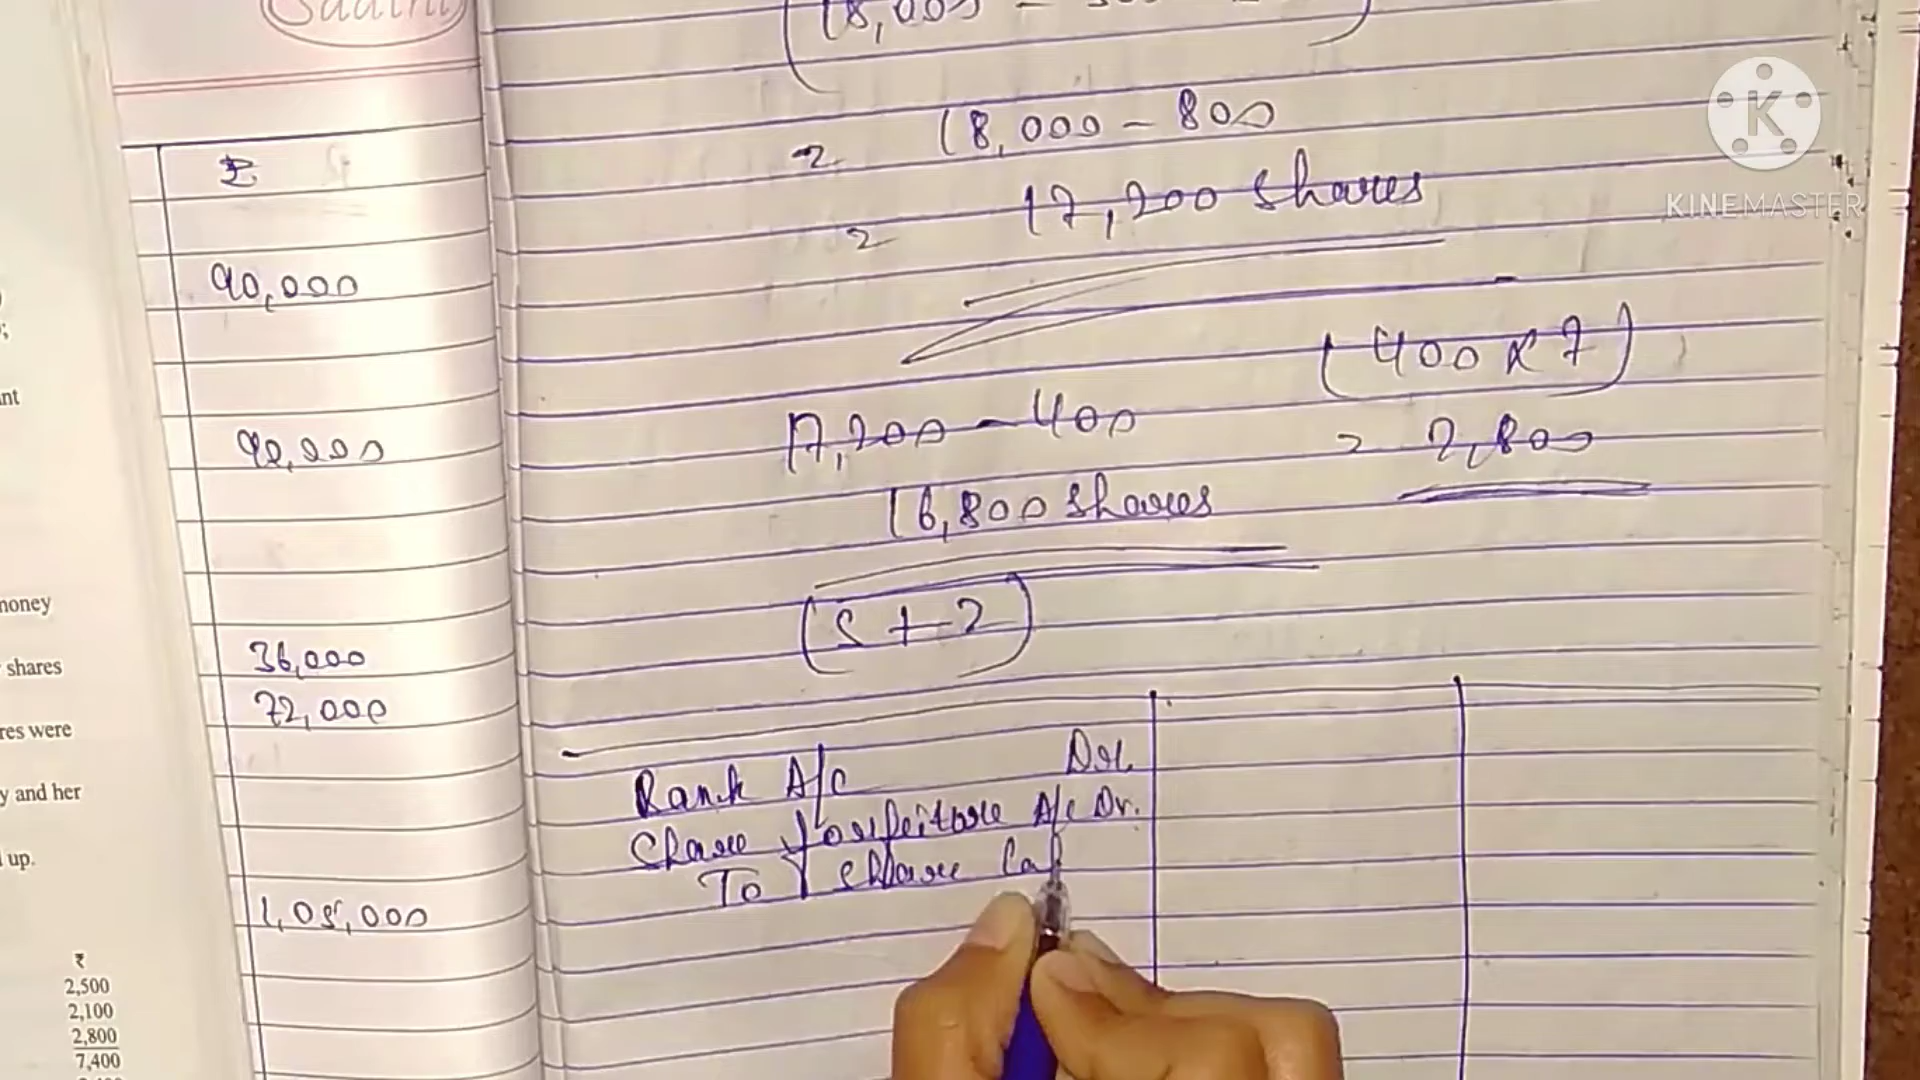 18,000 - 800
= 17,200 shares
(400 x 7)
= 2,800
17,200 - 400
16,800 shares
(5 + 2)
Bank A/c Dr.
Share Forfeiture A/c Dr.
To Share Cap
₹
90,000
90,000
36,000
72,000
1,05,000
nt
money
shares
res were
y and her
up.
₹
2,500
2,100
2,800
7,400
K
KINEMASTER